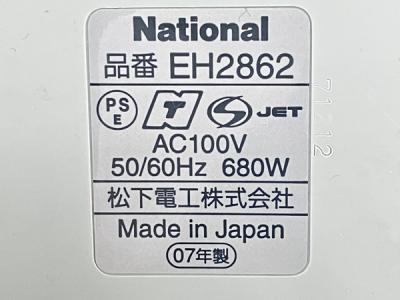 National
品番 EH2862
PS E N T S JET
AC100V
50/60Hz 680W
松下電工株式会社
Made in Japan
07年製